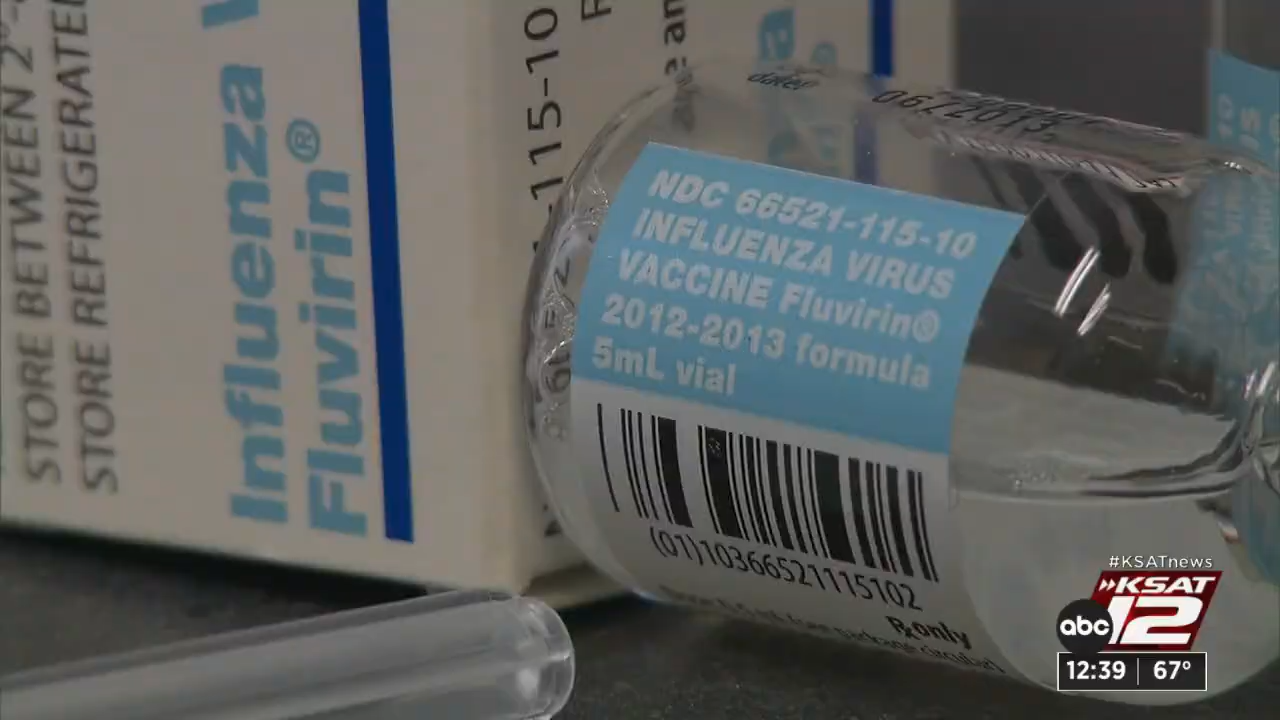 STORE BETWEEN 2°
STORE REFRIGERATED
Influenza
Fluvirin®
115-10
NDC 66521-115-10
INFLUENZA VIRUS
VACCINE Fluvirin®
2012-2013 formula
5mL vial
(01)10366521115102
Rx only
#KSATnews
KSAT
abc 12
12:39 67°